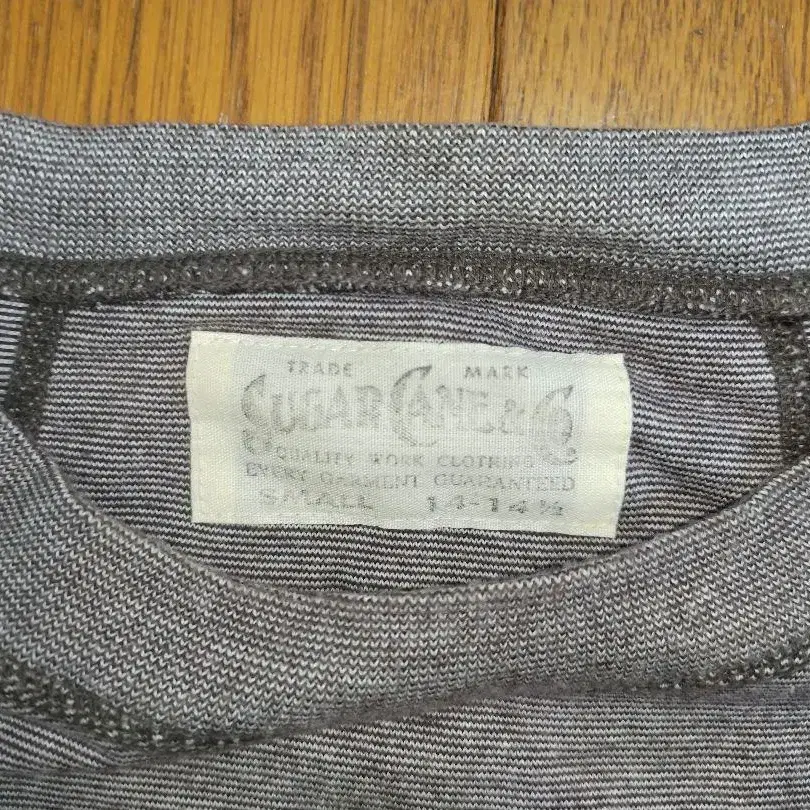 TRADE MARK
SUGAR CANE & Co
QUALITY WORK CLOTHING
EVERY GARMENT GUARANTEED
SMALL 14-14½